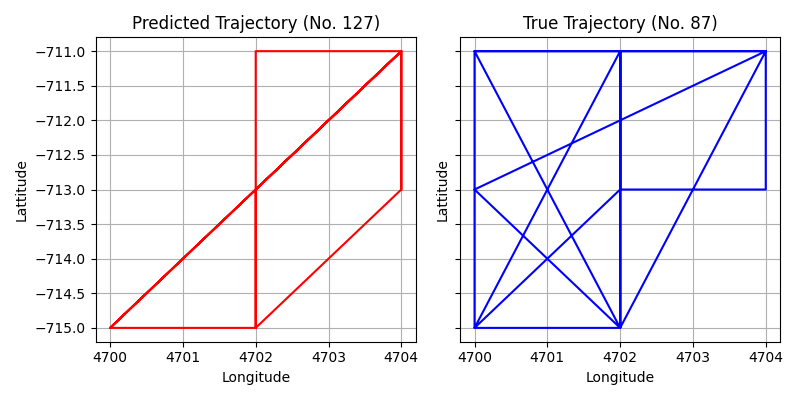 Predicted Trajectory (No. 127)
−711.0
−711.5
−712.0
−712.5
−713.0
−713.5
−714.0
−714.5
−715.0
Lattitude
4700 4701 4702 4703 4704
Longitude
True Trajectory (No. 87)
Lattitude
4700 4701 4702 4703 4704
Longitude